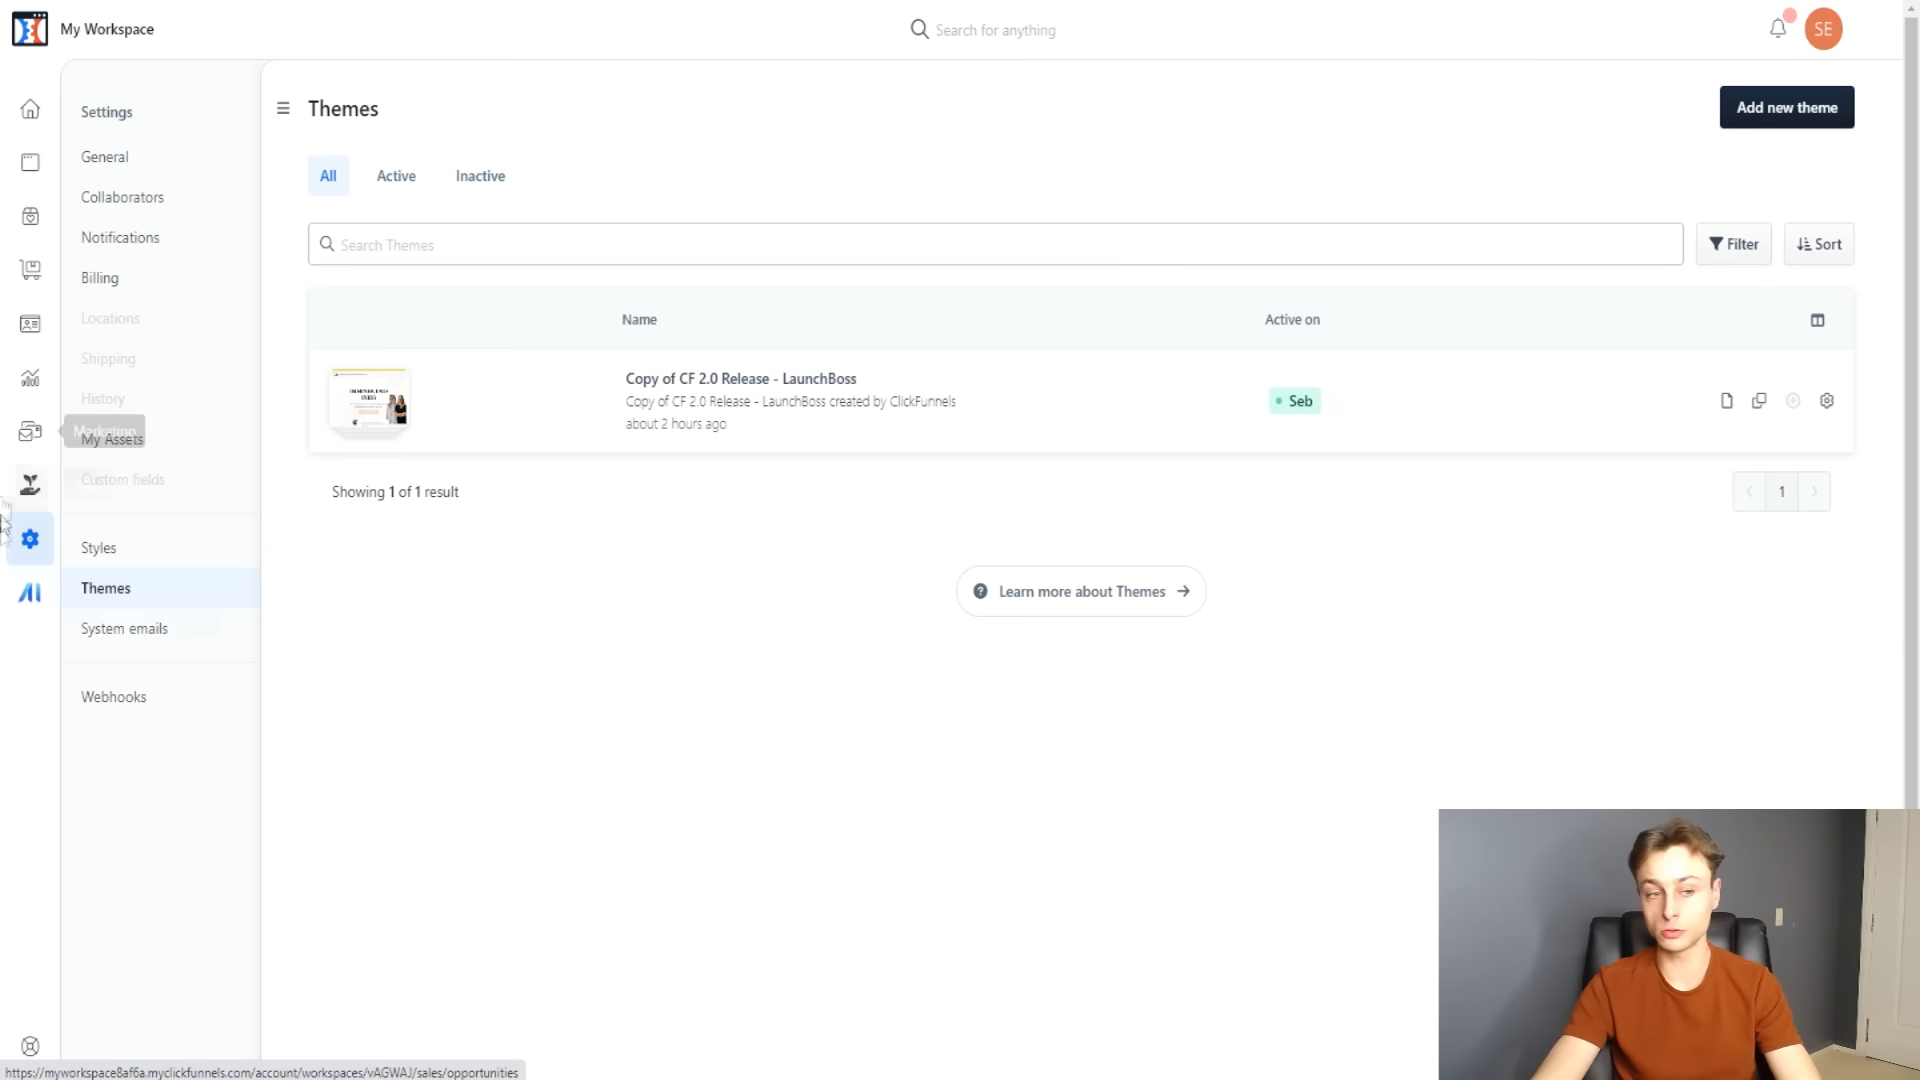 My Workspace
Search for anything
SE
Settings
General
Collaborators
Notifications
Billing
Locations
Shipping
History
Marketing
My Assets
Custom fields
Styles
Themes
System emails
Webhooks
AI
Themes
Add new theme
All
Active
Inactive
Search Themes
Filter
Sort
Name
Active on
Copy of CF 2.0 Release - LaunchBoss
Copy of CF 2.0 Release - LaunchBoss created by ClickFunnels
about 2 hours ago
Seb
Showing 1 of 1 result
1
Learn more about Themes
https://myworkspace8af6a.myclickfunnels.com/account/workspaces/vAGWAJ/sales/opportunities